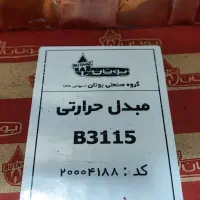 بوتان
گروه صنعتی بوتان
مبدل حرارتی
B3115
کد : ۲۰۰۰۴۱۸۸